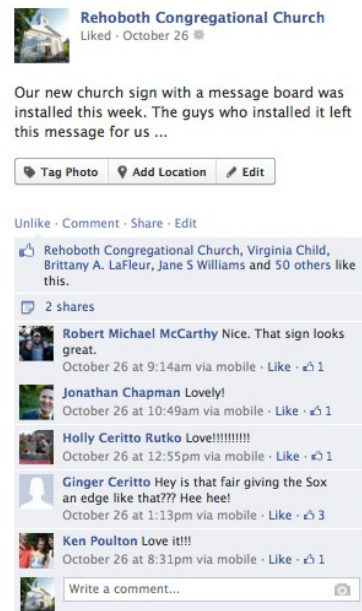 Rehoboth Congregational Church
Liked · October 26
Our new church sign with a message board was
installed this week. The guys who installed it left
this message for us ...
Tag Photo Add Location Edit
Unlike · Comment · Share · Edit
Rehoboth Congregational Church, Virginia Child,
Brittany A. LaFleur, Jane S Williams and 50 others like
this.
2 shares
Robert Michael McCarthy Nice. That sign looks
great.
October 26 at 9:14am via mobile · Like · 1
Jonathan Chapman Lovely!
October 26 at 10:49am via mobile · Like · 1
Holly Ceritto Rutko Love!!!!!!!!!!
October 26 at 12:55pm via mobile · Like · 1
Ginger Ceritto Hey is that fair giving the Sox
an edge like that??? Hee hee!
October 26 at 1:13pm via mobile · Like · 3
Ken Poulton Love it!!!
October 26 at 8:31pm via mobile · Like · 1
Write a comment...